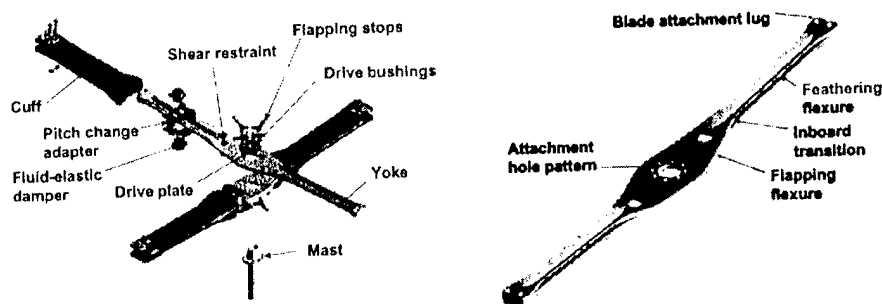 Flapping stops
Shear restraint
Drive bushings
Cuff
Pitch change
adapter
Fluid-elastic
damper
Drive plate
Yoke
Mast
Blade attachment lug
Feathering
flexure
Inboard
transition
Attachment
hole pattern
Flapping
flexure